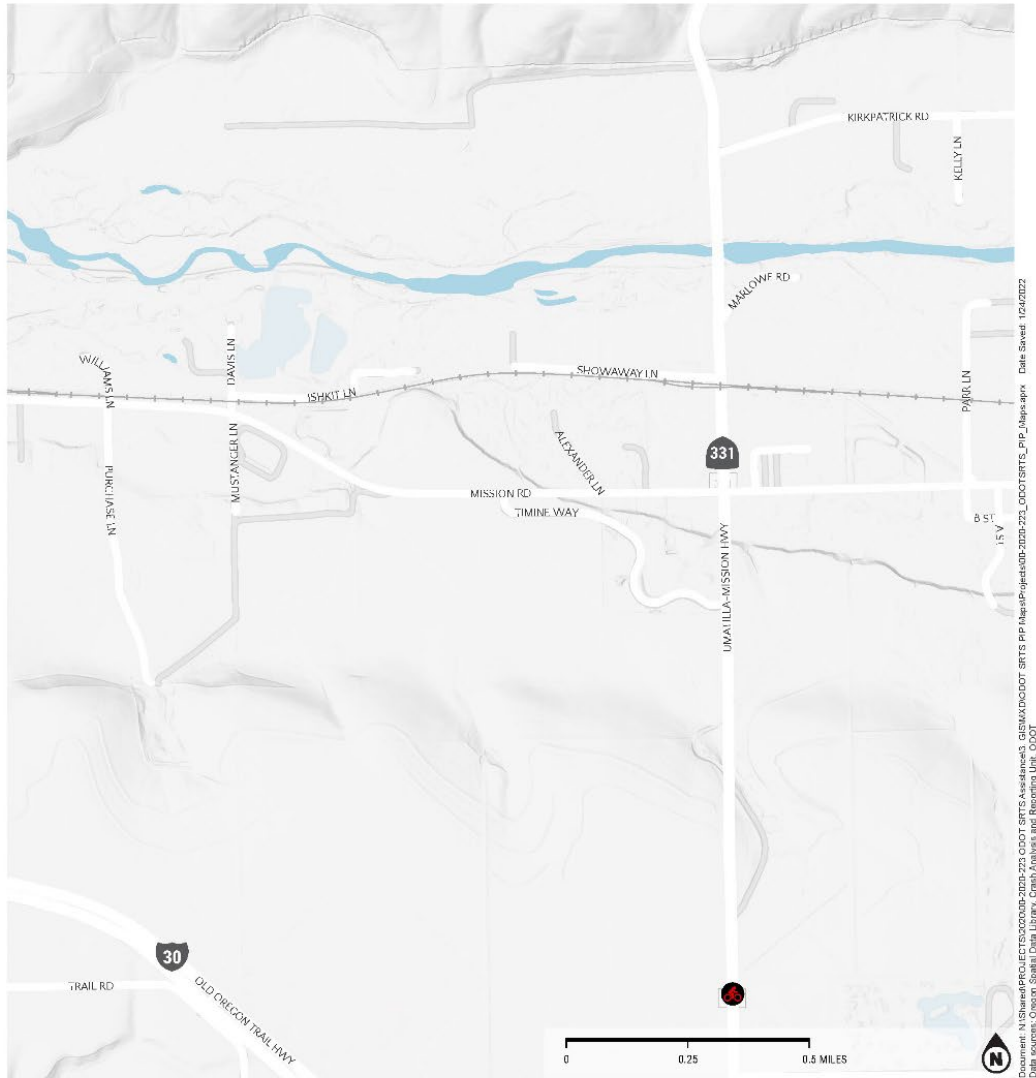 KIRKPATRICK RD
KELLY LN
MARLOWE RD
WILLIAMS LN
DAVIS LN
SHOWAWAY LN
ISHKIT LN
PARR LN
ALEXANDER LN
331
PURCHASE LN
MUSTANGER LN
MISSION RD
TIMINE WAY
B ST
UMATILLA-MISSION HWY
30
TRAIL RD
OLD OREGON TRAIL HWY
0 0.25 0.5 MILES
N
Date Saved: 1/24/2022
Data sources: Oregon Spatial Data Library, Crash Analysis and Reporting Unit, ODOT